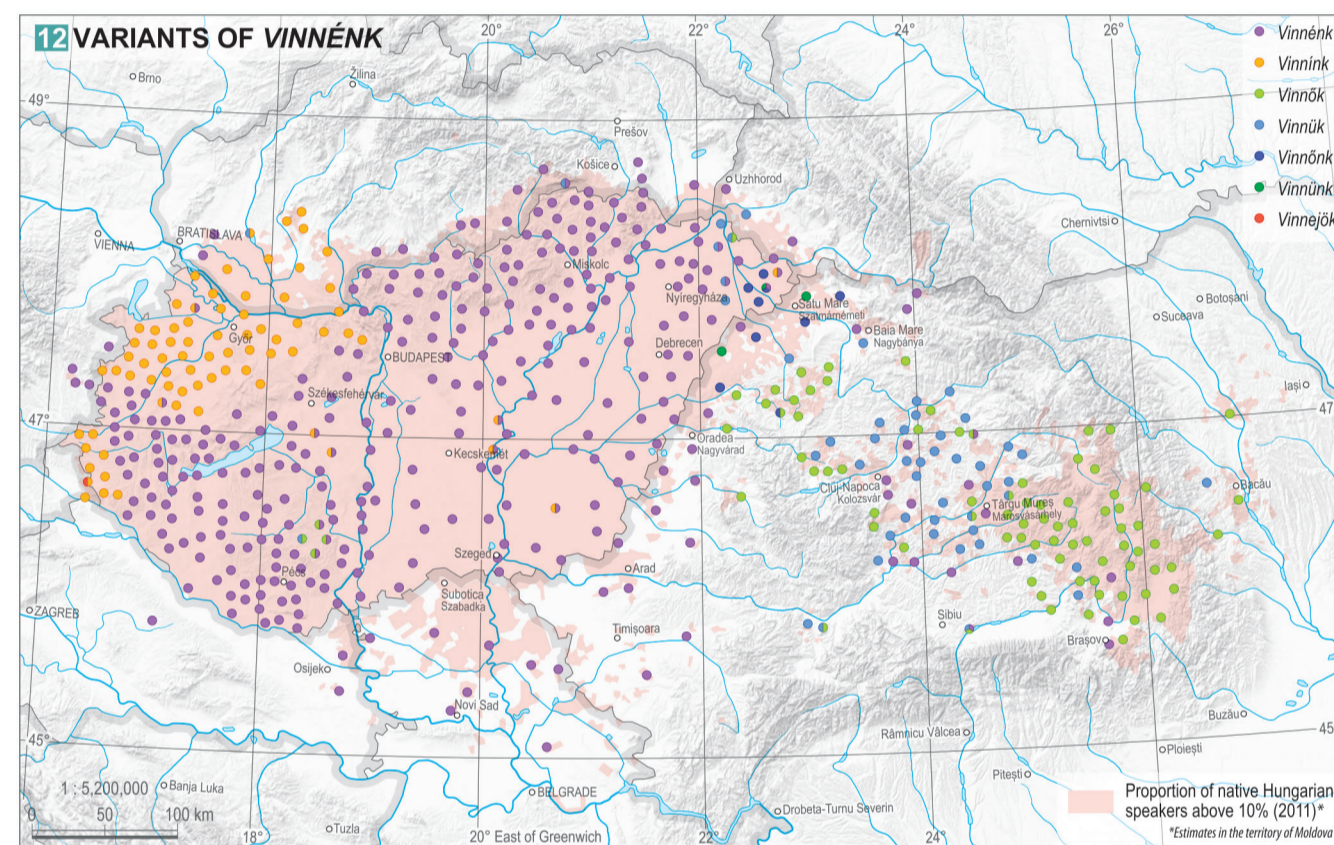 12 VARIANTS OF VINNÉNK
20°
22°
24°
26°
Vinnénk
Vinnínk
Vinnők
Vinnük
Vinnőnk
Vinnünk
Vinnejök
Brno
Žilina
49°
Prešov
Košice
Uzhhorod
Chernivtsi
VIENNA
BRATISLAVA
Miskolc
Nyíregyháza
Satu Mare
Szatmárnémeti
Botoșani
Suceava
Baia Mare
Nagybánya
Győr
BUDAPEST
Debrecen
Iași
Székesfehérvár
47°
47
Oradea
Nagyvárad
Kecskemét
Cluj-Napoca
Kolozsvár
Târgu Mureș
Marosvásárhely
Bacău
Szeged
Pécs
Arad
Subotica
Szabadka
ZAGREB
Timișoara
Sibiu
Brașov
Osijek
Novi Sad
Buzău
45°
45
Râmnicu Vâlcea
Ploiești
Pitești
1 : 5,200,000
Banja Luka
BELGRADE
0 50 100 km
Drobeta-Turnu Severin
Tuzla
18°
20° East of Greenwich
22°
24°
Proportion of native Hungarian
speakers above 10% (2011)*
*Estimates in the territory of Moldova